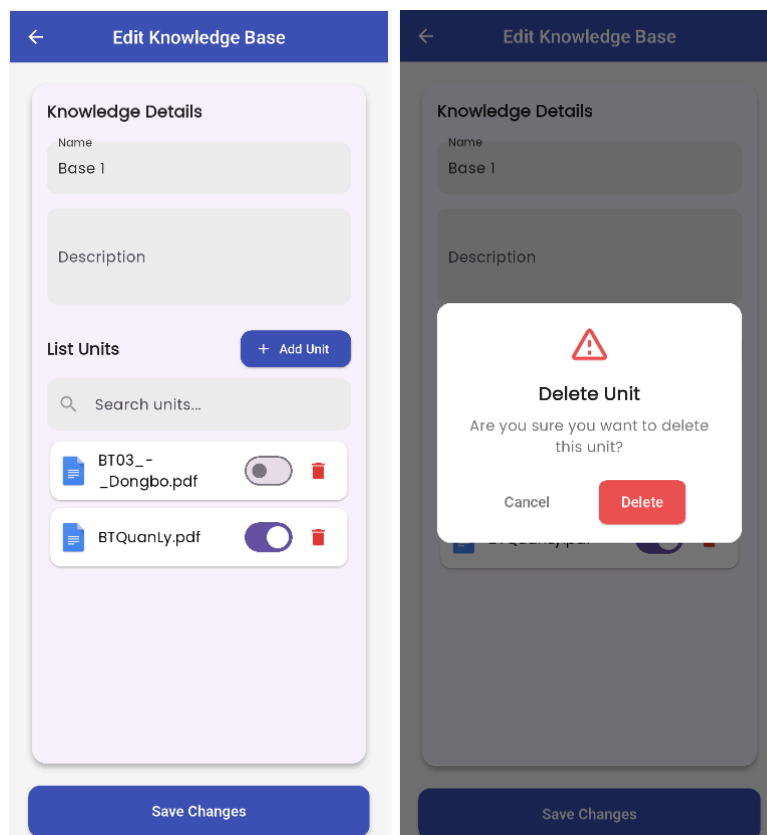 Edit Knowledge Base
Knowledge Details
Name
Base 1
Description
List Units
+ Add Unit
Search units...
BT03_-
_Dongbo.pdf
BTQuanLy.pdf
Save Changes
Edit Knowledge Base
Knowledge Details
Name
Base 1
Description
Delete Unit
Are you sure you want to delete
this unit?
Cancel
Delete
Save Changes